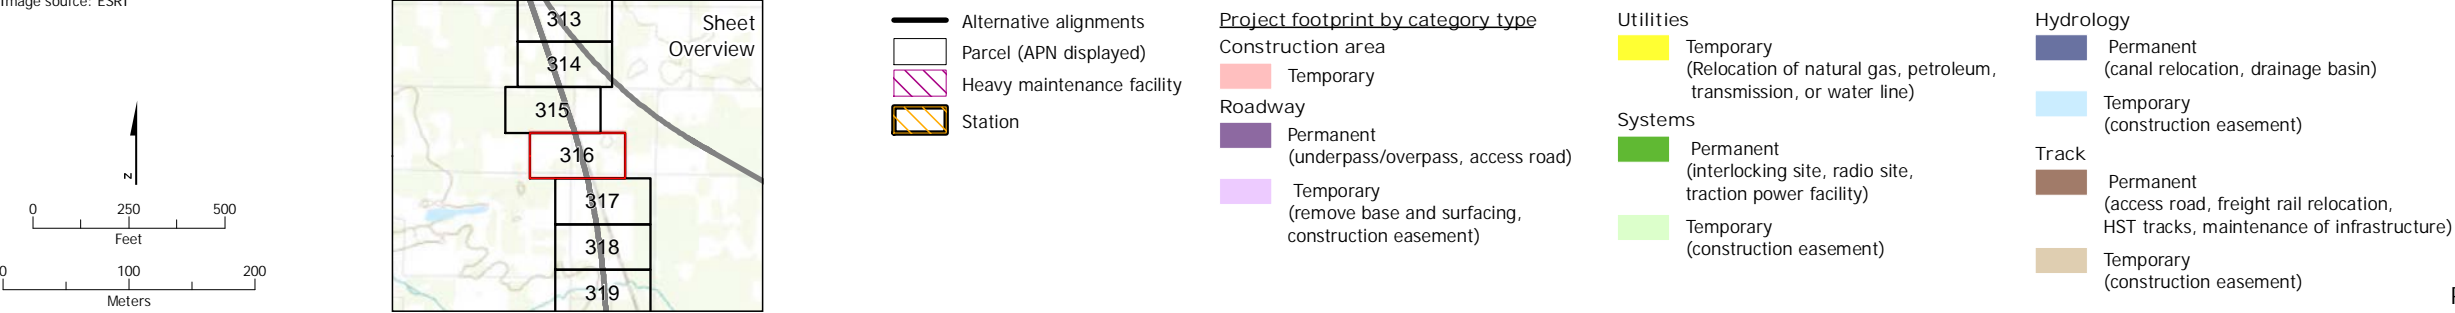 Image source: ESRI
N
0 250 500
Feet
0 100 200
Meters
Sheet
Overview
313
314
315
316
317
318
319
Alternative alignments
Parcel (APN displayed)
Heavy maintenance facility
Station
Project footprint by category type
Construction area
Temporary
Roadway
Permanent
(underpass/overpass, access road)
Temporary
(remove base and surfacing,
construction easement)
Utilities
Temporary
(Relocation of natural gas, petroleum,
transmission, or water line)
Systems
Permanent
(interlocking site, radio site,
traction power facility)
Temporary
(construction easement)
Hydrology
Permanent
(canal relocation, drainage basin)
Temporary
(construction easement)
Track
Permanent
(access road, freight rail relocation,
HST tracks, maintenance of infrastructure)
Temporary
(construction easement)